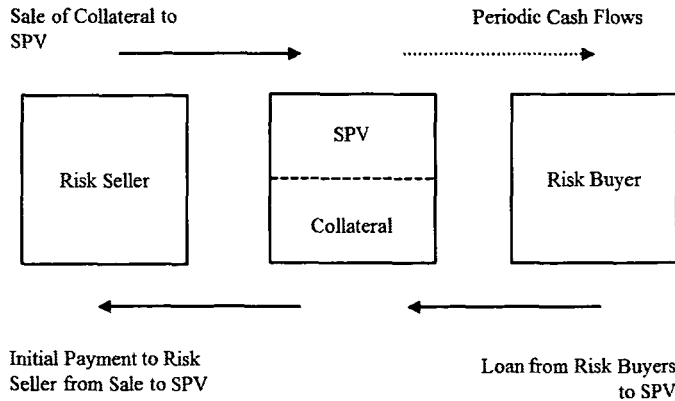 Sale of Collateral to
SPV
Periodic Cash Flows
Risk Seller
SPV
Collateral
Risk Buyer
Initial Payment to Risk
Seller from Sale to SPV
Loan from Risk Buyers
to SPV